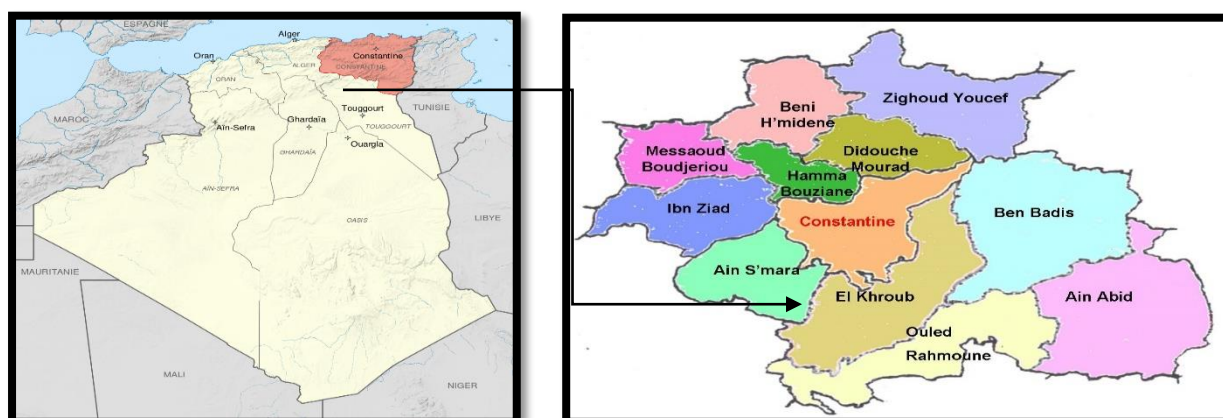 ESPAGNE
Alger
Oran
Constantine
CONSTANTINE
ALGER
ORAN
MAROC
TUNISIE
Touggourt
TOUGGOURT
Aïn-Sefra
Ghardaïa
Ouargla
GHARDAÏA
AÏN-SEFRA
OASIS
LIBYE
MAURITANIE
MALI
NIGER
Zighoud Youcef
Beni
H'midene
Messaoud
Boudjeriou
Didouche
Mourad
Hamma
Bouziane
Ibn Ziad
Constantine
Ben Badis
Ain S'mara
El Khroub
Ain Abid
Ouled
Rahmoune